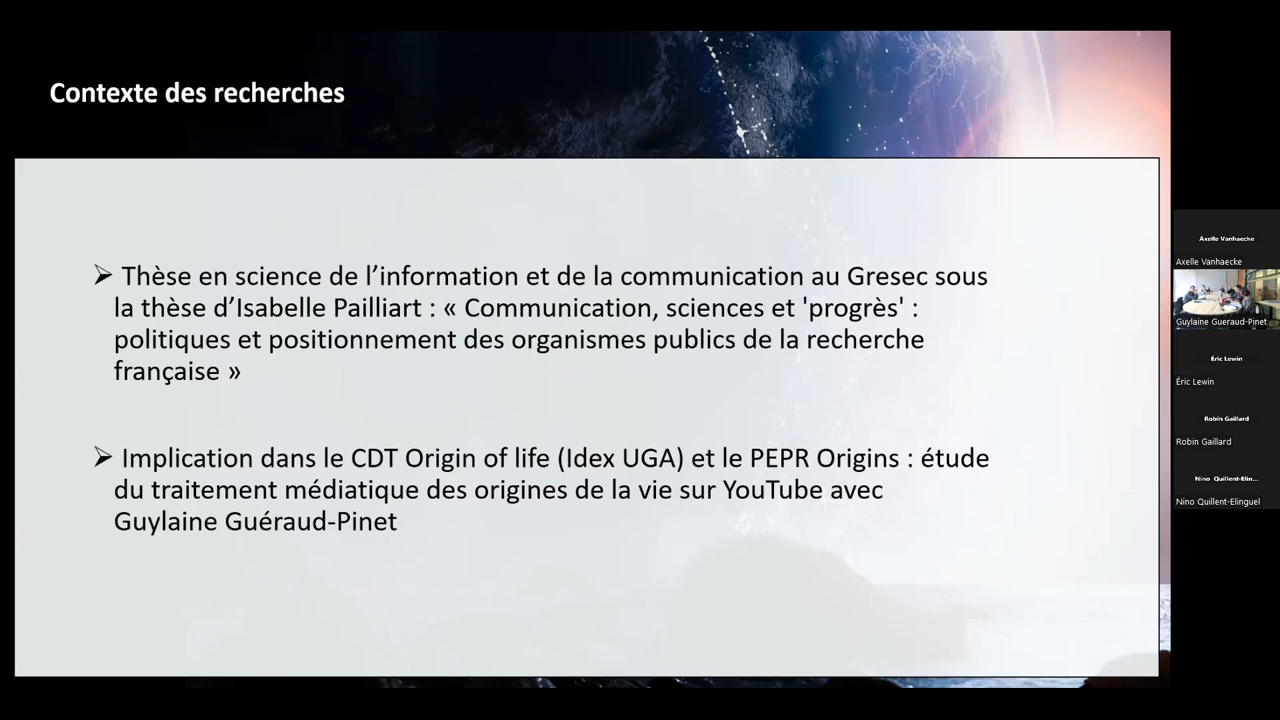 Contexte des recherches
➢ Thèse en science de l’information et de la communication au Gresec sous
la thèse d’Isabelle Pailliart : « Communication, sciences et 'progrès' :
politiques et positionnement des organismes publics de la recherche
française »
➢ Implication dans le CDT Origin of life (Idex UGA) et le PEPR Origins : étude
du traitement médiatique des origines de la vie sur YouTube avec
Guylaine Guéraud-Pinet
Axelle Vanhaecke
Axelle Vanhaecke
Guylaine Gueraud-Pinet
Éric Lewin
Éric Lewin
Robin Gaillard
Robin Gaillard
Nino Quillent-Elin...
Nino Quillent-Elinguel